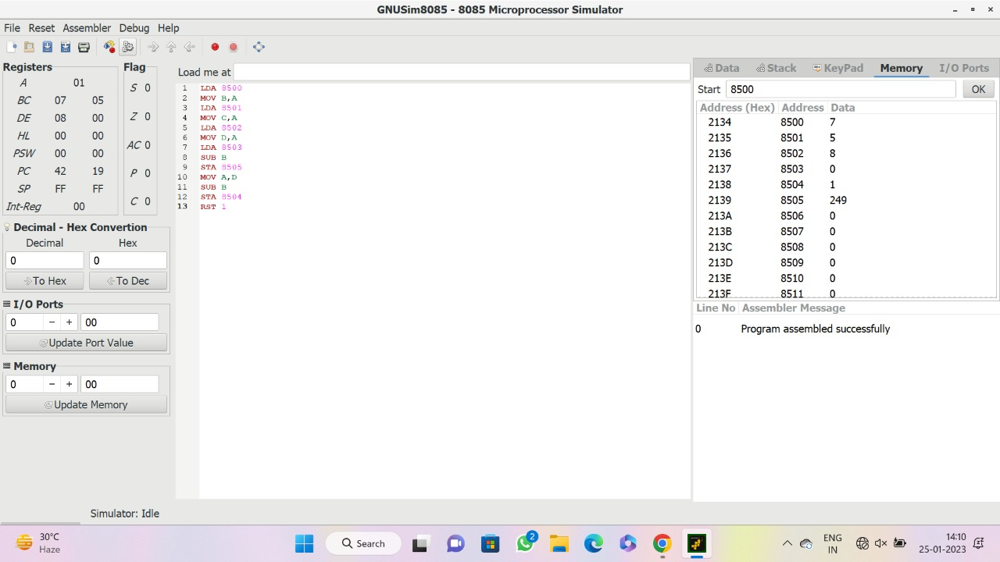 GNUSim8085 - 8085 Microprocessor Simulator
File Reset Assembler Debug Help
Registers
A 01
BC 07 05
DE 08 00
HL 00 00
PSW 00 00
PC 42 19
SP FF FF
Int-Reg 00
Flag
S 0
Z 0
AC 0
P 0
C 0
Decimal - Hex Convertion
Decimal Hex
0 0
To Hex To Dec
I/O Ports
0 − + 00
Update Port Value
Memory
0 − + 00
Update Memory
Load me at
1 LDA 8500
2 MOV B,A
3 LDA 8501
4 MOV C,A
5 LDA 8502
6 MOV D,A
7 LDA 8503
8 SUB B
9 STA 8505
10 MOV A,D
11 SUB B
12 STA 8504
13 RST 1
Data Stack KeyPad Memory I/O Ports
Start 8500 OK
Address (Hex) Address Data
2134 8500 7
2135 8501 5
2136 8502 8
2137 8503 0
2138 8504 1
2139 8505 249
213A 8506 0
213B 8507 0
213C 8508 0
213D 8509 0
213E 8510 0
213F 8511 0
Line No Assembler Message
0 Program assembled successfully
Simulator: Idle
30°C
Haze
Search
2
ENG
IN
14:10
25-01-2023